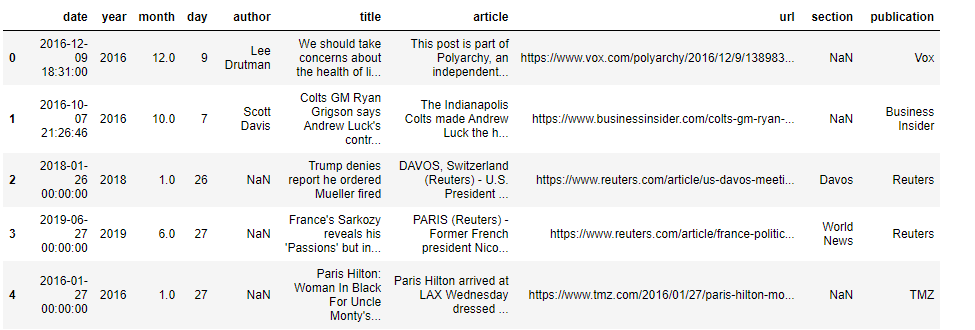 date year month day author title article url section publication
0 2016-12-09 18:31:00 2016 12.0 9 Lee Drutman We should take concerns about the health of li... This post is part of Polyarchy, an independent... https://www.vox.com/polyarchy/2016/12/9/138983... NaN Vox
1 2016-10-07 21:26:46 2016 10.0 7 Scott Davis Colts GM Ryan Grigson says Andrew Luck's contr... The Indianapolis Colts made Andrew Luck the h... https://www.businessinsider.com/colts-gm-ryan-... NaN Business Insider
2 2018-01-26 00:00:00 2018 1.0 26 NaN Trump denies report he ordered Mueller fired DAVOS, Switzerland (Reuters) - U.S. President ... https://www.reuters.com/article/us-davos-meeti... Davos Reuters
3 2019-06-27 00:00:00 2019 6.0 27 NaN France's Sarkozy reveals his 'Passions' but in... PARIS (Reuters) - Former French president Nico... https://www.reuters.com/article/france-politic... World News Reuters
4 2016-01-27 00:00:00 2016 1.0 27 NaN Paris Hilton: Woman In Black For Uncle Monty's... Paris Hilton arrived at LAX Wednesday dressed ... https://www.tmz.com/2016/01/27/paris-hilton-mo... NaN TMZ